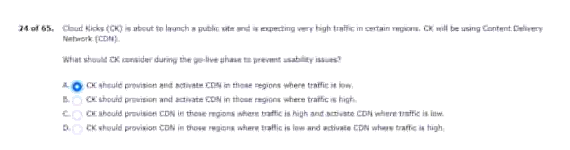 24 of 65. Cloud Kicks (CK) is about to launch a public site and is expecting very high traffic in certain regions. CK will be using Content Delivery
Network (CDN).
What should CK consider during the go-live phase to prevent usability issues?
A. CK should provision and activate CDN in those regions where traffic is low.
B. CK should provision and activate CDN in those regions where traffic is high.
C. CK should provision CDN in these regions where traffic is high and activate CDN where traffic is low.
D. CK should provision CDN in those regions where traffic is low and activate CDN where traffic is high.